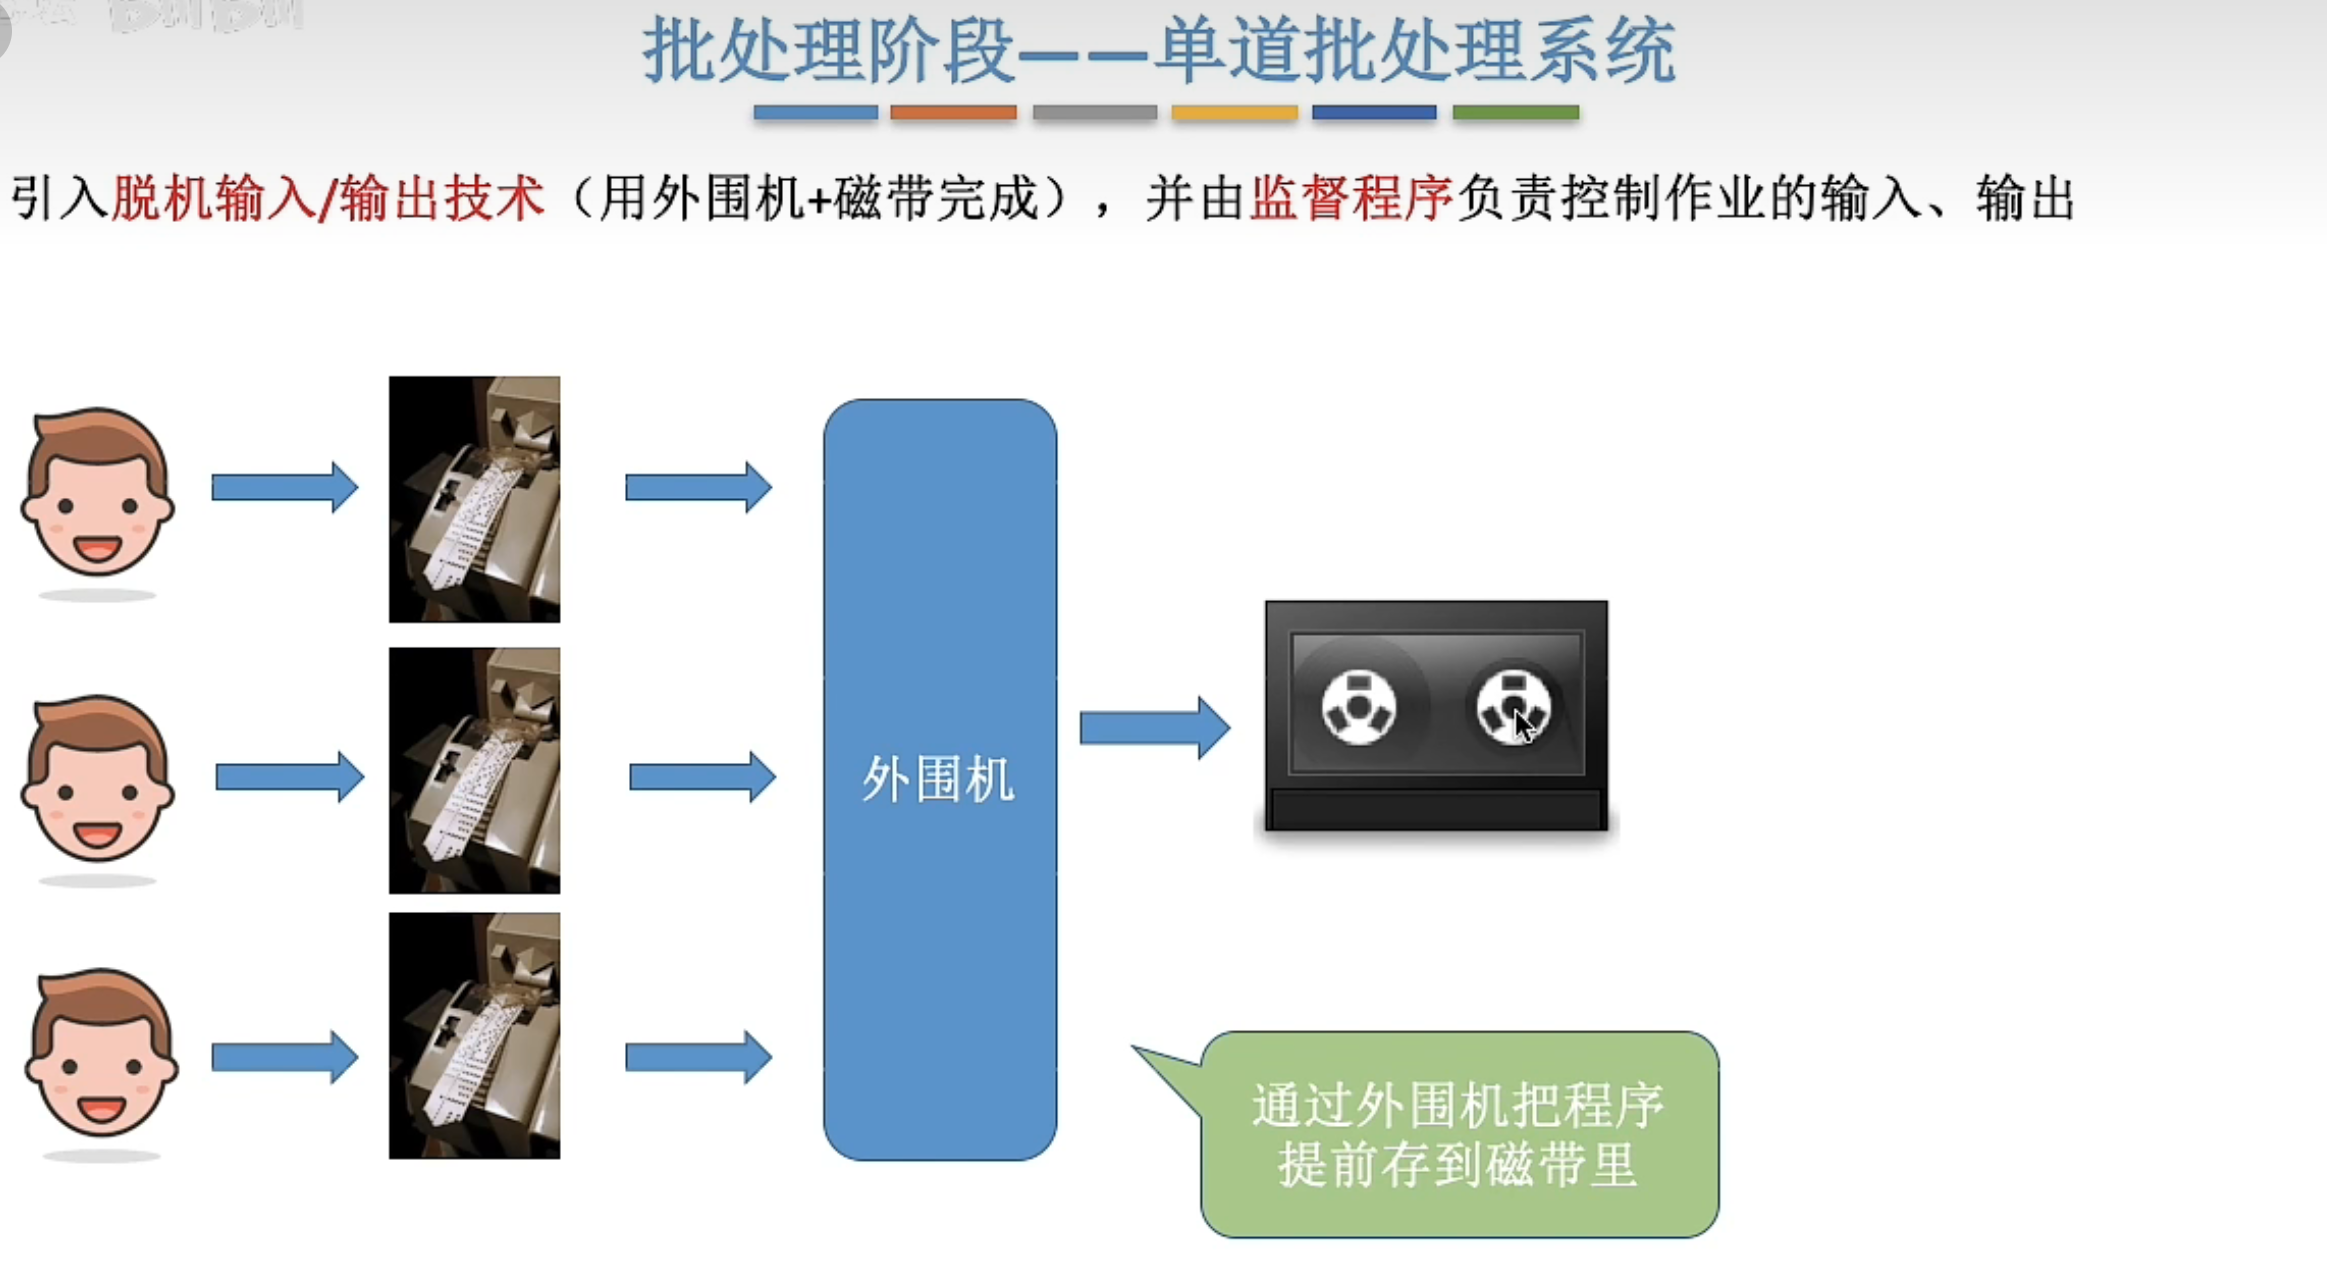 批处理阶段——单道批处理系统
引入脱机输入/输出技术（用外围机+磁带完成），并由监督程序负责控制作业的输入、输出
外围机
通过外围机把程序
提前存到磁带里